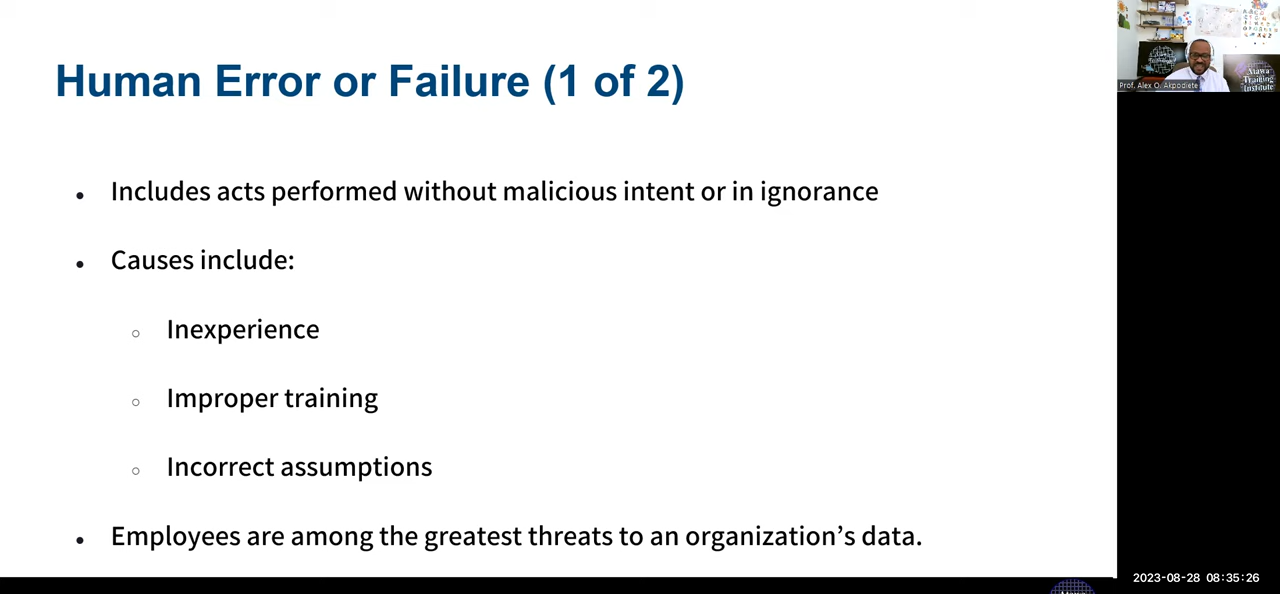 Human Error or Failure (1 of 2)
• Includes acts performed without malicious intent or in ignorance
• Causes include:
○ Inexperience
○ Improper training
○ Incorrect assumptions
• Employees are among the greatest threats to an organization’s data.
Prof. Alex O. Akpodiete
Training
Institute
2023-08-28 08:35:26